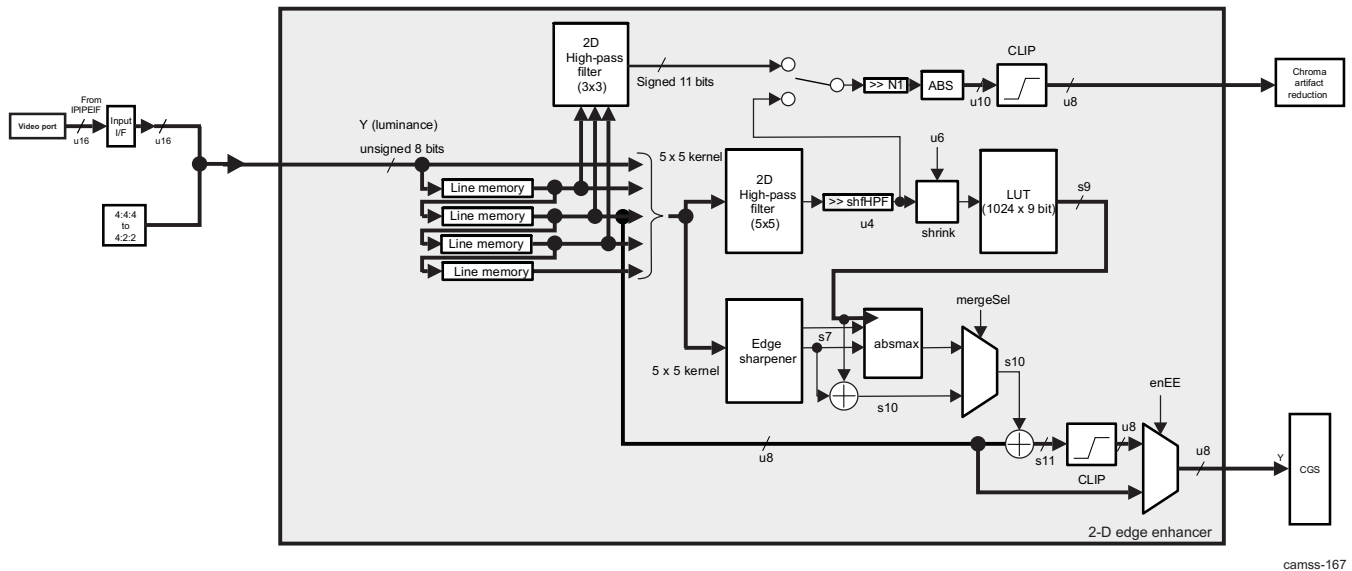 2D
High-pass
filter
(3x3)
Signed 11 bits
>> N1
ABS
u10
CLIP
u8
Chroma
artifact
reduction
Video port
From
IPIPEIF
u16
Input
I/F
u16
4:4:4
to
4:2:2
Y (luminance)
unsigned 8 bits
Line memory
Line memory
Line memory
Line memory
5 x 5 kernel
2D
High-pass
filter
(5x5)
>> shfHPF
u4
u6
shrink
LUT
(1024 x 9 bit)
s9
5 x 5 kernel
Edge
sharpener
s7
absmax
mergeSel
s10
s10
u8
s11
CLIP
u8
enEE
u8
Y
CGS
2-D edge enhancer
camss-167